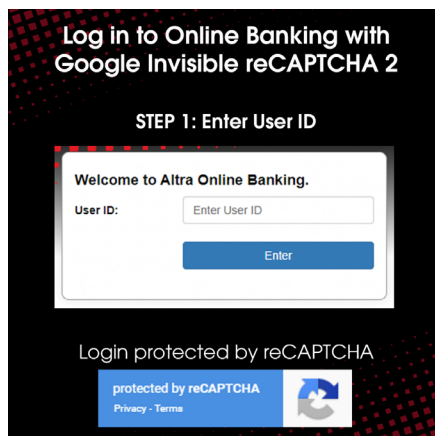 Log in to Online Banking with
Google Invisible reCAPTCHA 2
STEP 1: Enter User ID
Welcome to Altra Online Banking.
User ID:
Enter User ID
Enter
Login protected by reCAPTCHA
protected by reCAPTCHA
Privacy - Terms